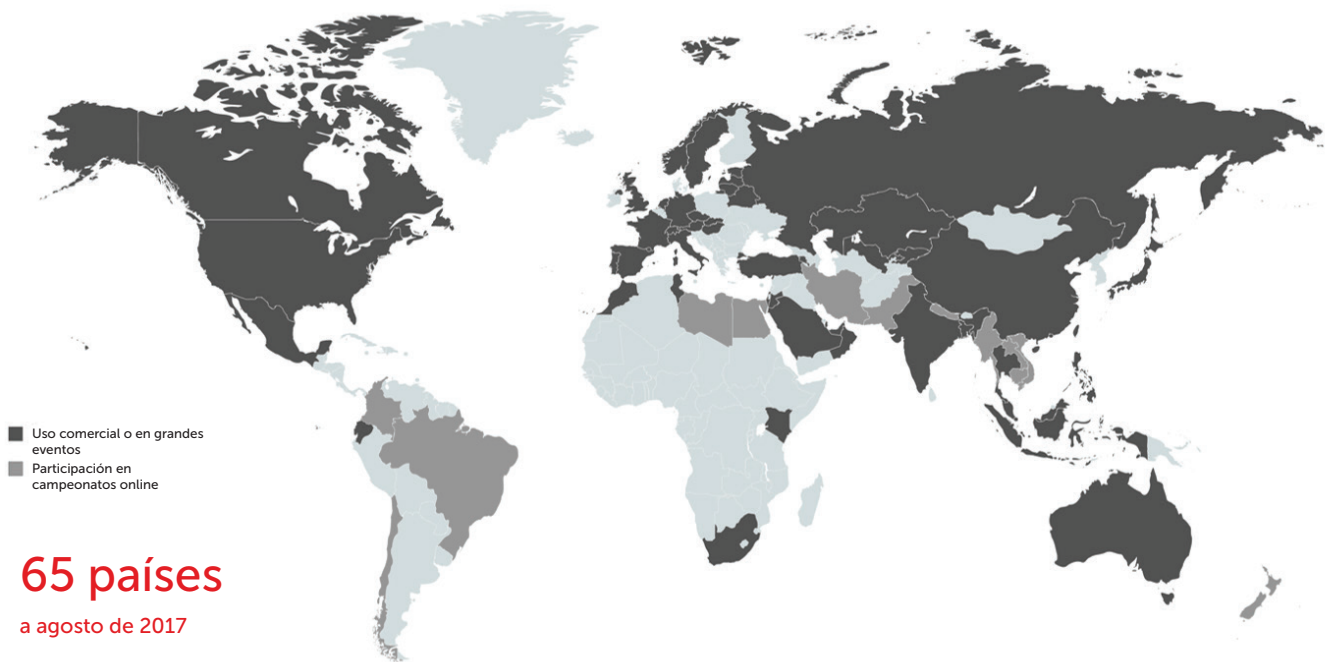 Uso comercial o en grandes
eventos
Participación en
campeonatos online
65 países
a agosto de 2017